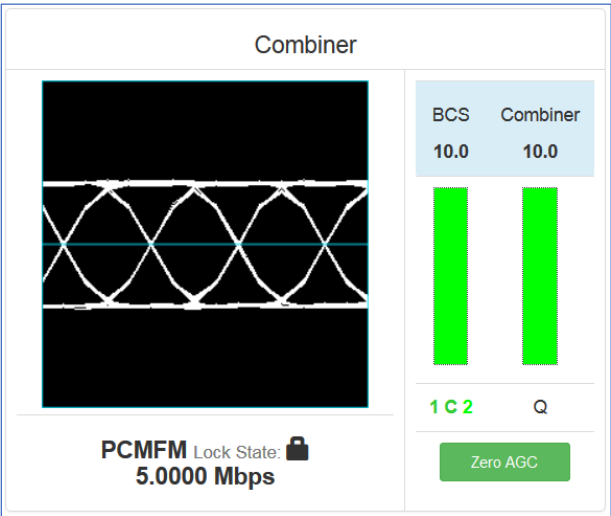 Combiner
BCS Combiner
10.0 10.0
1 C 2 Q
PCMFM Lock State:
5.0000 Mbps
Zero AGC